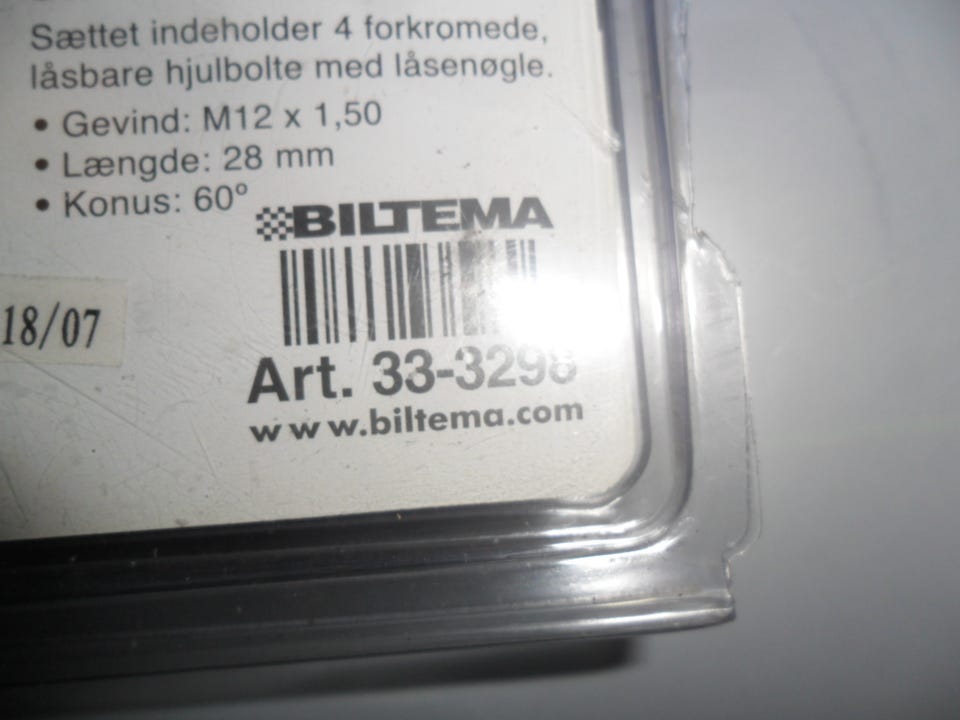 Sættet indeholder 4 forkromede,
låsbare hjulbolte med låsenøgle.
• Gevind: M12 x 1,50
• Længde: 28 mm
• Konus: 60°
BILTEMA
18/07
Art. 33-3298
www.biltema.com